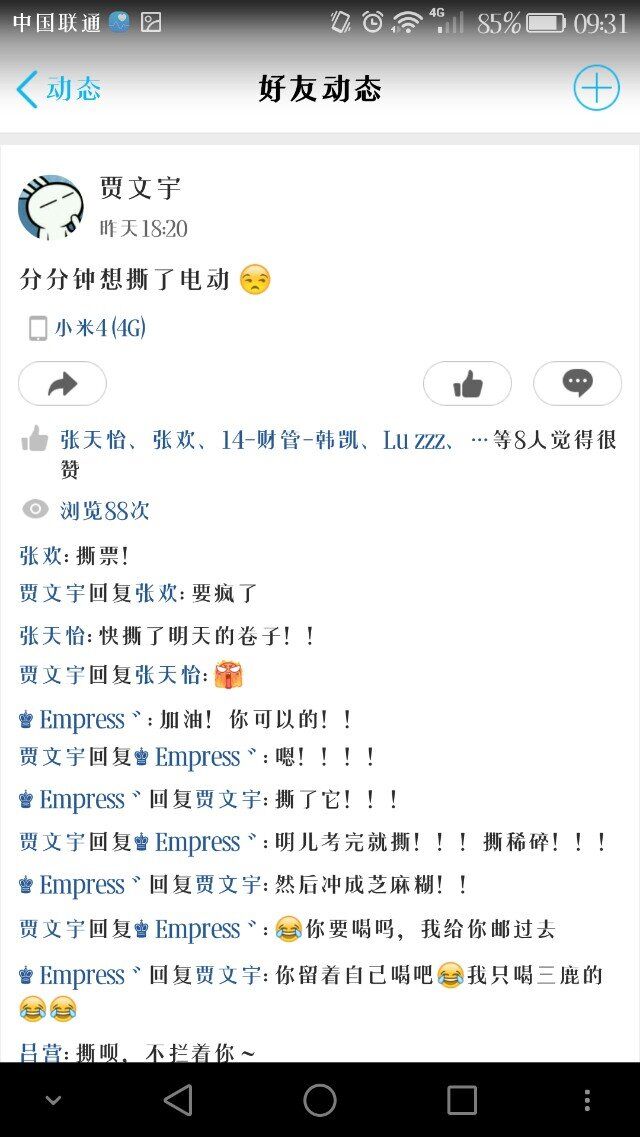 中国联通 4G 85% 09:31
动态 好友动态
贾文宇
昨天18:20
分分钟想撕了电动😒
小米4 (4G)
张天怡、张欢、14-财管-韩凯、Lu zzz、…等8人觉得很
赞
浏览88次
张欢: 撕票!
贾文宇回复张欢: 要疯了
张天怡: 快撕了明天的卷子!!
贾文宇回复张天怡:
♚ Empress゛: 加油! 你可以的!!
贾文宇回复♚ Empress゛: 嗯!!!!
♚ Empress゛回复贾文宇: 撕了它!!!
贾文宇回复♚ Empress゛: 明儿考完就撕!!! 撕稀碎!!!
♚ Empress゛回复贾文宇: 然后冲成芝麻糊!!
贾文宇回复♚ Empress゛: 😂你要喝吗, 我给你邮过去
♚ Empress゛回复贾文宇: 你留着自己喝吧😂我只喝三鹿的
😂😂
吕营: 撕呗, 不拦着你~